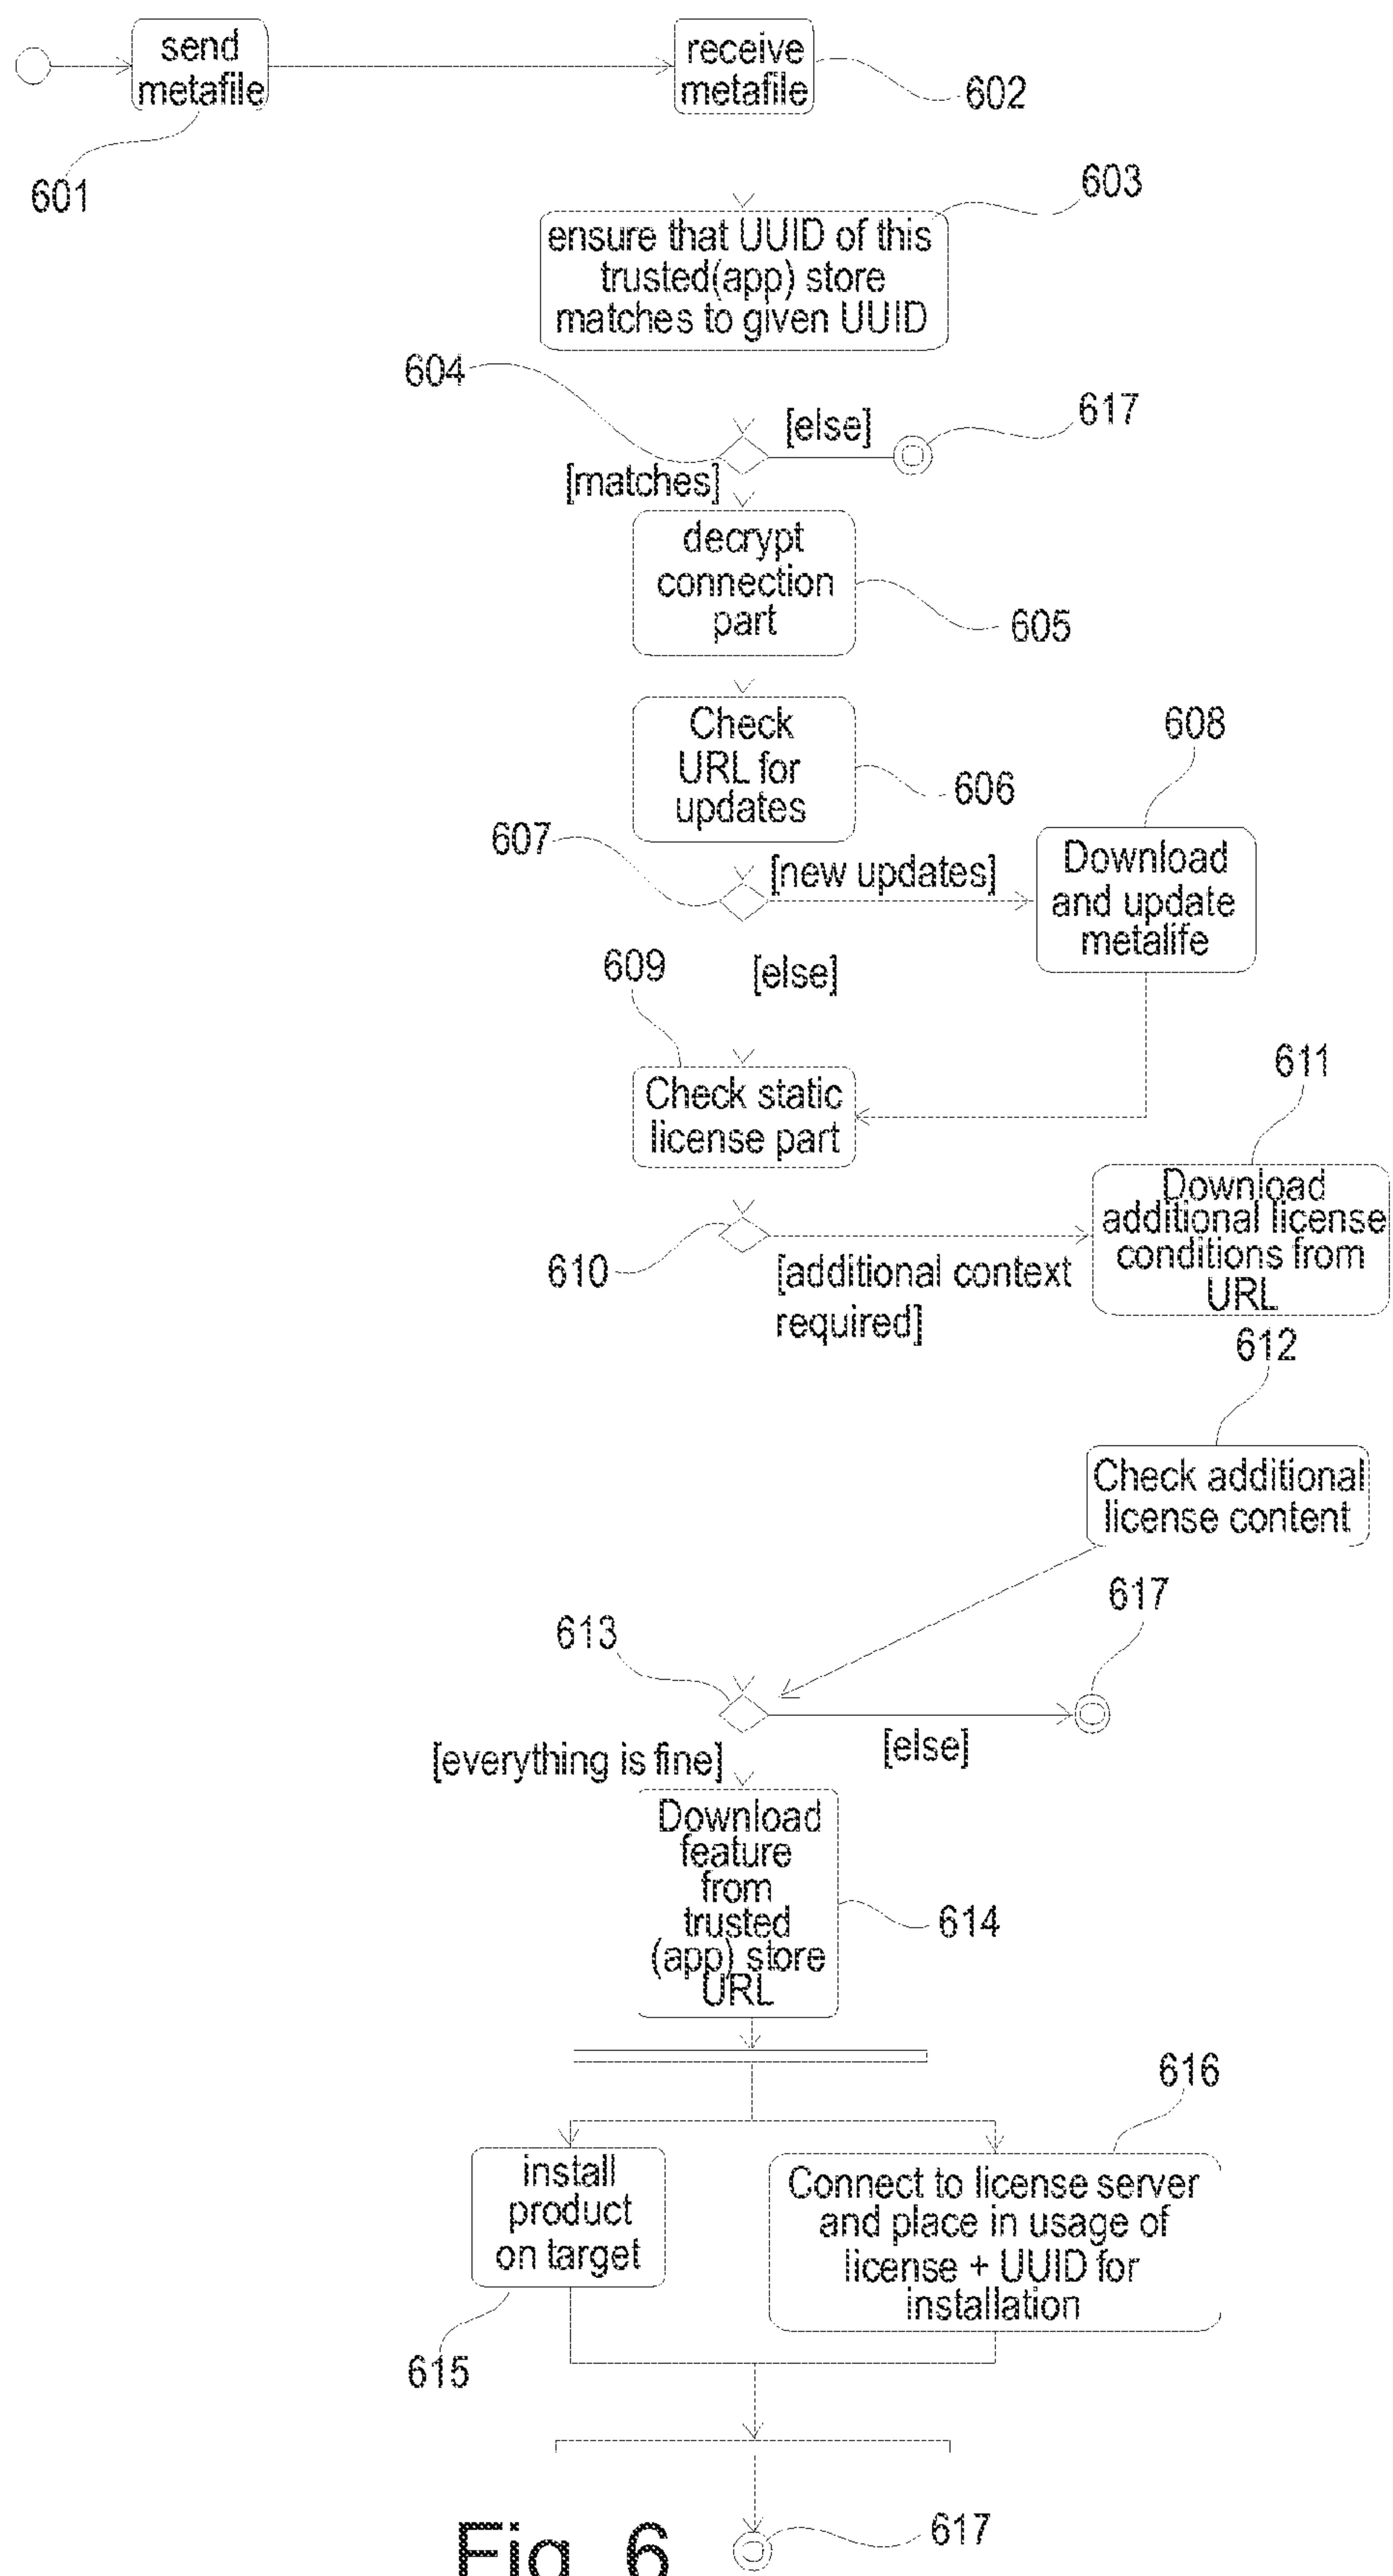 send
metafile
receive
metafile
602
601
603
ensure that UUID of this
trusted(app) store
matches to given UUID
604
[else]
617
[matches]
decrypt
connection
part
605
Check
URL for
updates
606
608
607
[new updates]
Download
and update
metalife
609
[else]
Check static
license part
611
610
[additional context
required]
Download
additional license
conditions from
URL
612
Check additional
license content
617
613
[else]
[everything is fine]
Download
feature
from
trusted
(app) store
URL
614
616
install
product
on target
Connect to license server
and place in usage of
license + UUID for
installation
615
617
Fig. 6